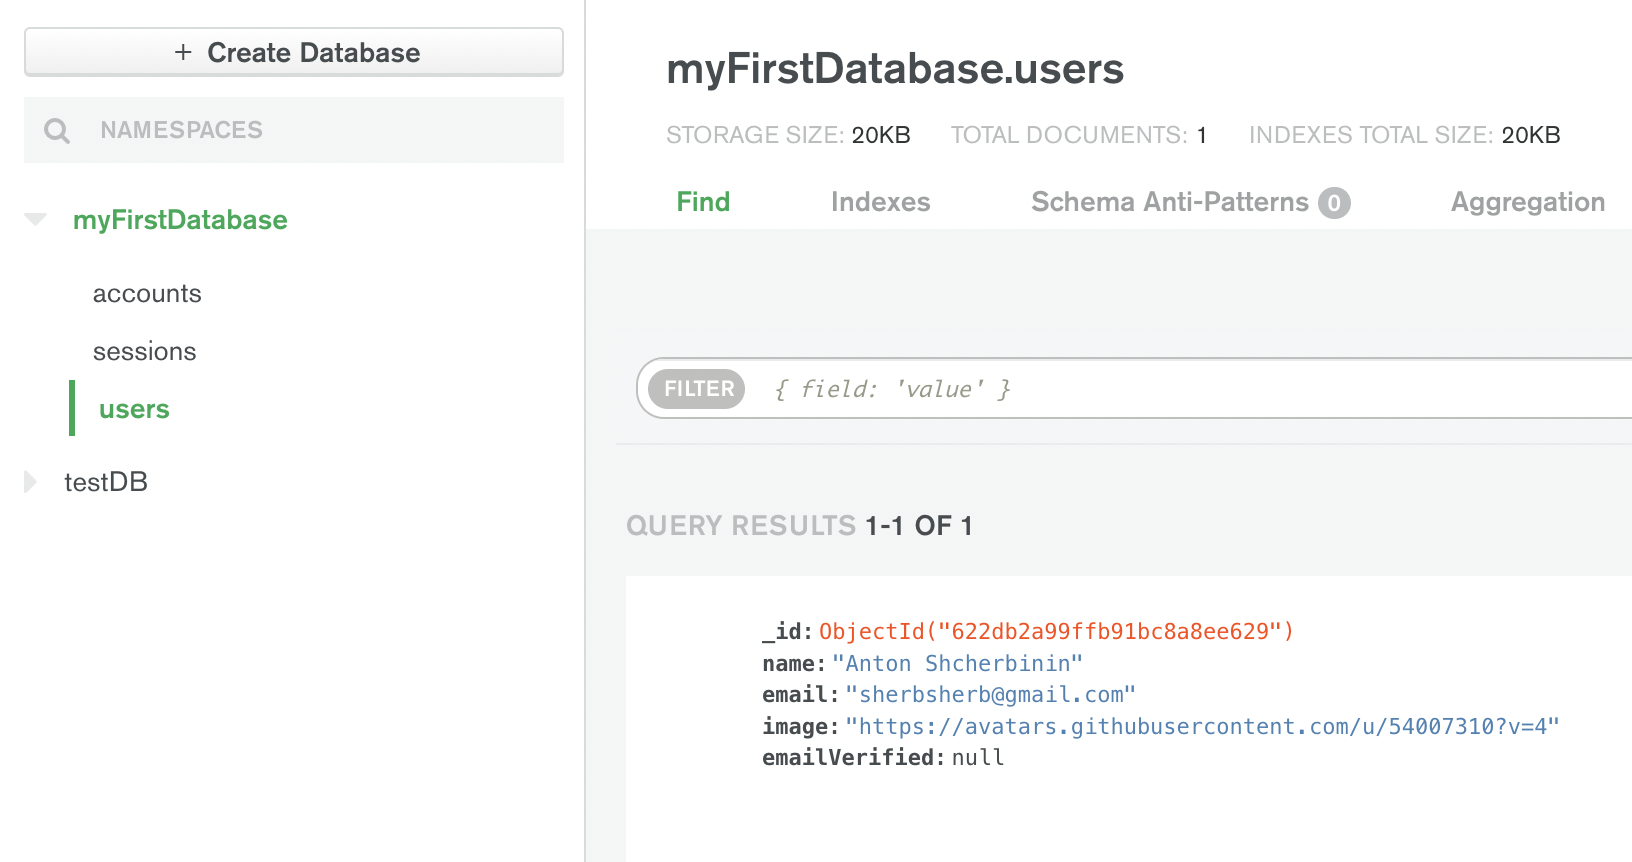 + Create Database
NAMESPACES
myFirstDatabase
accounts
sessions
users
testDB
myFirstDatabase.users
STORAGE SIZE: 20KB TOTAL DOCUMENTS: 1 INDEXES TOTAL SIZE: 20KB
Find Indexes Schema Anti-Patterns 0 Aggregation
FILTER { field: 'value' }
QUERY RESULTS 1-1 OF 1
_id: ObjectId("622db2a99ffb91bc8a8ee629")
name: "Anton Shcherbinin"
email: "sherbsherb@gmail.com"
image: "https://avatars.githubusercontent.com/u/54007310?v=4"
emailVerified: null